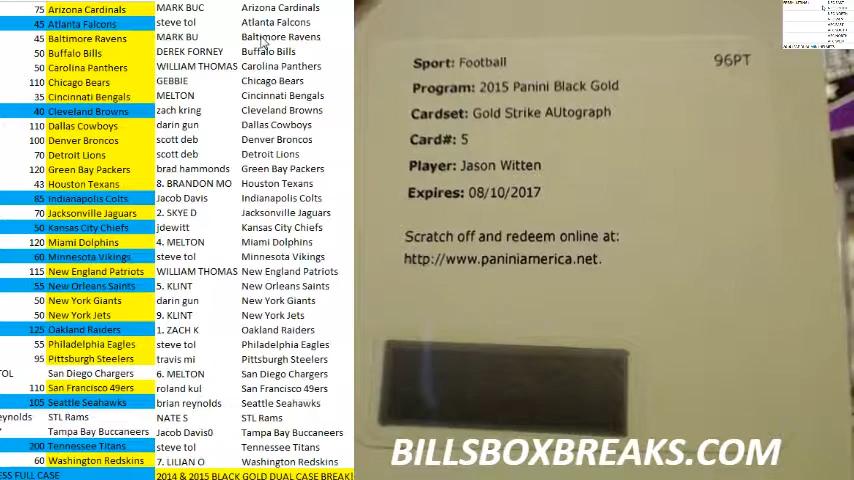 75 Arizona Cardinals MARK BUC Arizona Cardinals
45 Atlanta Falcons steve tol Atlanta Falcons
45 Baltimore Ravens MARK BU Baltimore Ravens
50 Buffalo Bills DEREK FORNEY Buffalo Bills
50 Carolina Panthers WILLIAM THOMAS Carolina Panthers
110 Chicago Bears GEBBIE Chicago Bears
35 Cincinnati Bengals MELTON Cincinnati Bengals
40 Cleveland Browns zach kring Cleveland Browns
110 Dallas Cowboys darin gun Dallas Cowboys
100 Denver Broncos scott deb Denver Broncos
70 Detroit Lions scott deb Detroit Lions
120 Green Bay Packers brad hammonds Green Bay Packers
43 Houston Texans 8. BRANDON MO Houston Texans
85 Indianapolis Colts Jacob Davis Indianapolis Colts
70 Jacksonville Jaguars 2. SKYE D Jacksonville Jaguars
50 Kansas City Chiefs jdewitt Kansas City Chiefs
120 Miami Dolphins 4. MELTON Miami Dolphins
60 Minnesota Vikings steve tol Minnesota Vikings
115 New England Patriots WILLIAM THOMAS New England Patriots
55 New Orleans Saints 5. KLINT New Orleans Saints
50 New York Giants darin gun New York Giants
50 New York Jets 9. KLINT New York Jets
125 Oakland Raiders 1. ZACH K Oakland Raiders
55 Philadelphia Eagles steve tol Philadelphia Eagles
95 Pittsburgh Steelers travis mi Pittsburgh Steelers
TOL San Diego Chargers 6. MELTON San Diego Chargers
110 San Francisco 49ers roland kul San Francisco 49ers
105 Seattle Seahawks brian reynolds Seattle Seahawks
eynolds STL Rams NATE S STL Rams
Tampa Bay Buccaneers Jacob Davis0 Tampa Bay Buccaneers
200 Tennessee Titans steve tol Tennessee Titans
60 Washington Redskins 7. LILIAN O Washington Redskins
ESS FULL CASE 2014 & 2015 BLACK GOLD DUAL CASE BREAK
Sport: Football 96PT
Program: 2015 Panini Black Gold
Cardset: Gold Strike AUtograph
Card#: 5
Player: Jason Witten
Expires: 08/10/2017
Scratch off and redeem online at:
http://www.paniniamerica.net.
BILLSBOXBREAKS.COM